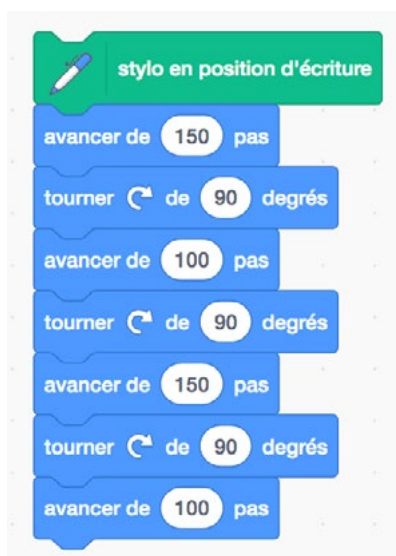 stylo en position d'écriture
avancer de 150 pas
tourner de 90 degrés
avancer de 100 pas
tourner de 90 degrés
avancer de 150 pas
tourner de 90 degrés
avancer de 100 pas